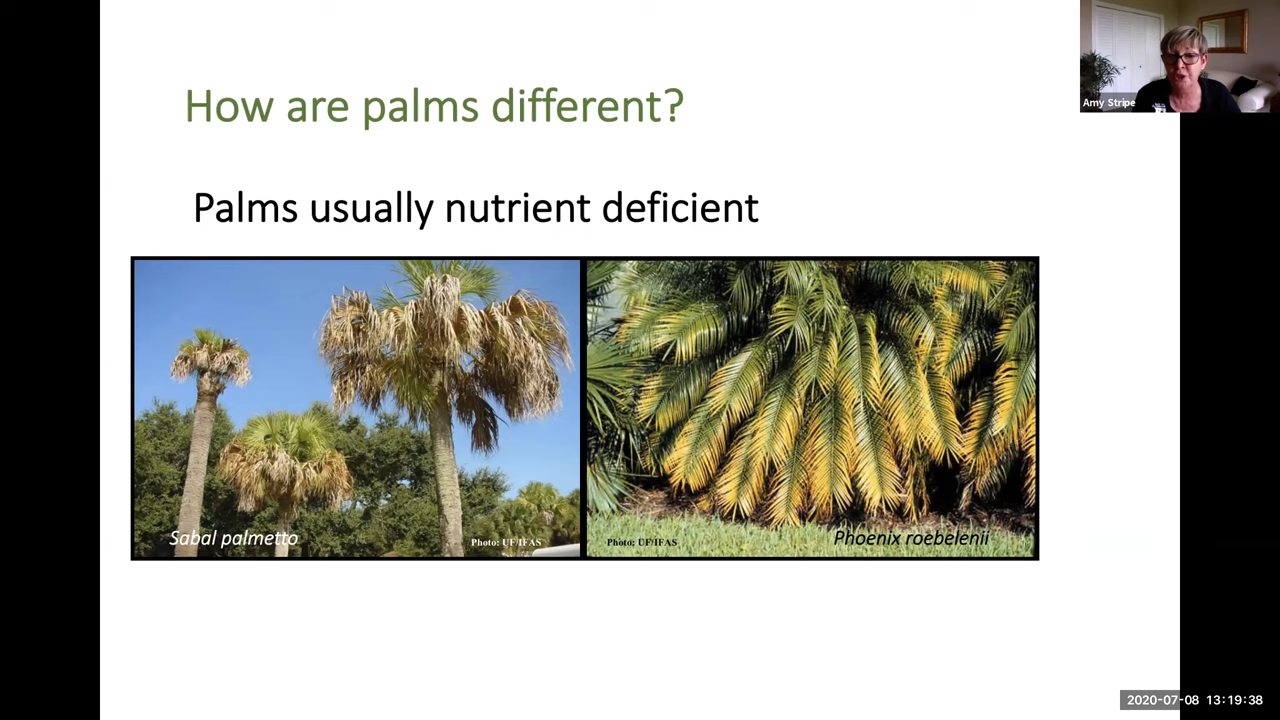 How are palms different?
Amy Stripe
Palms usually nutrient deficient
Sabal palmetto
Photo: UF/IFAS
Photo: UF/IFAS
Phoenix roebelenii
2020-07-08 13:19:38